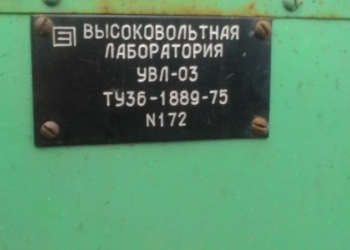 ВЫСОКОВОЛЬТНАЯ
ЛАБОРАТОРИЯ
УВЛ-03
ТУ36-1889-75
N172